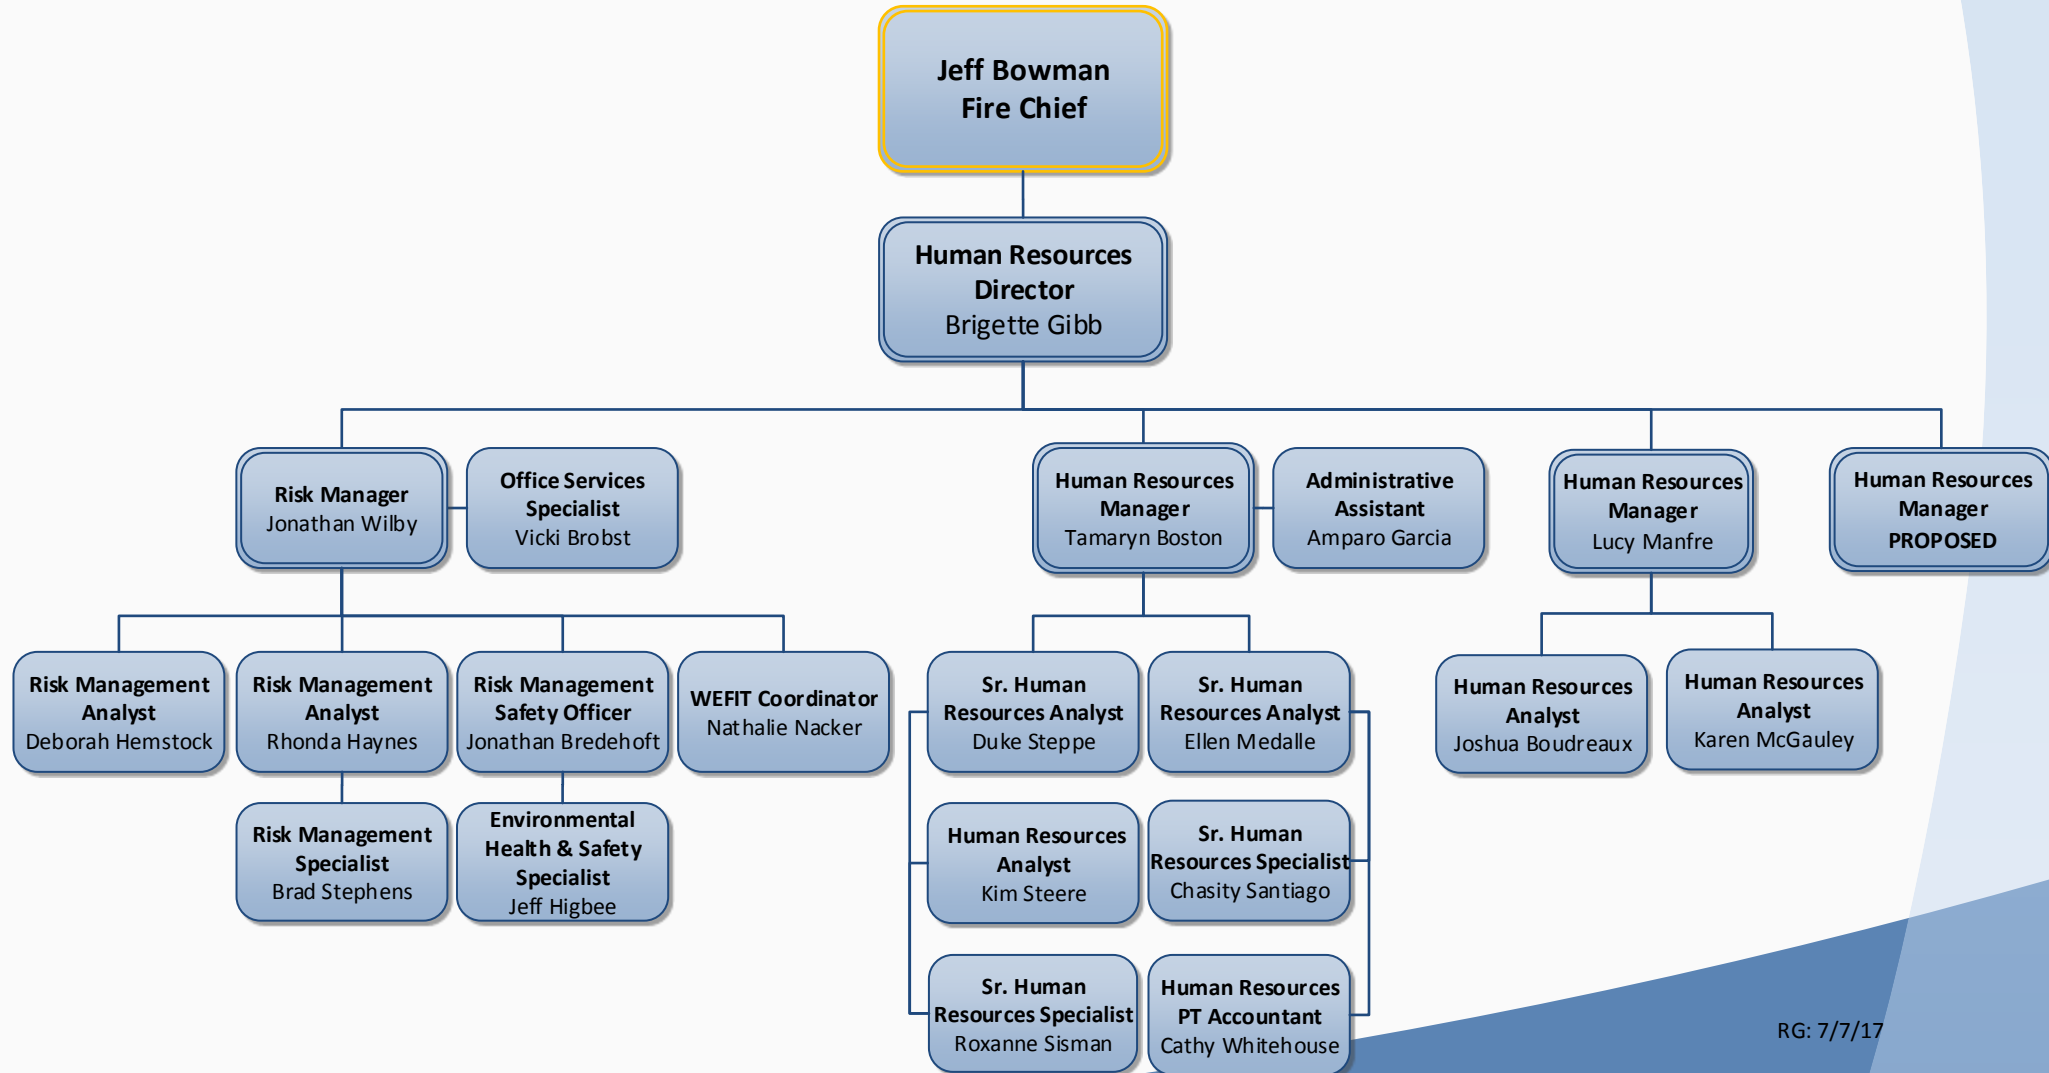 Jeff Bowman
Fire Chief
Human Resources
Director
Brigette Gibb
Risk Manager
Jonathan Wilby
Office Services
Specialist
Vicki Brobst
Human Resources
Manager
Tamaryn Boston
Administrative
Assistant
Amparo Garcia
Human Resources
Manager
Lucy Manfre
Human Resources
Manager
PROPOSED
Risk Management
Analyst
Deborah Hemstock
Risk Management
Analyst
Rhonda Haynes
Risk Management
Safety Officer
Jonathan Bredehoft
WEFIT Coordinator
Nathalie Nacker
Sr. Human
Resources Analyst
Duke Steppe
Sr. Human
Resources Analyst
Ellen Medalle
Human Resources
Analyst
Joshua Boudreaux
Human Resources
Analyst
Karen McGauley
Risk Management
Specialist
Brad Stephens
Environmental
Health & Safety
Specialist
Jeff Higbee
Human Resources
Analyst
Kim Steere
Sr. Human
Resources Specialist
Chasity Santiago
Sr. Human
Resources Specialist
Roxanne Sisman
Human Resources
PT Accountant
Cathy Whitehouse
RG: 7/7/17